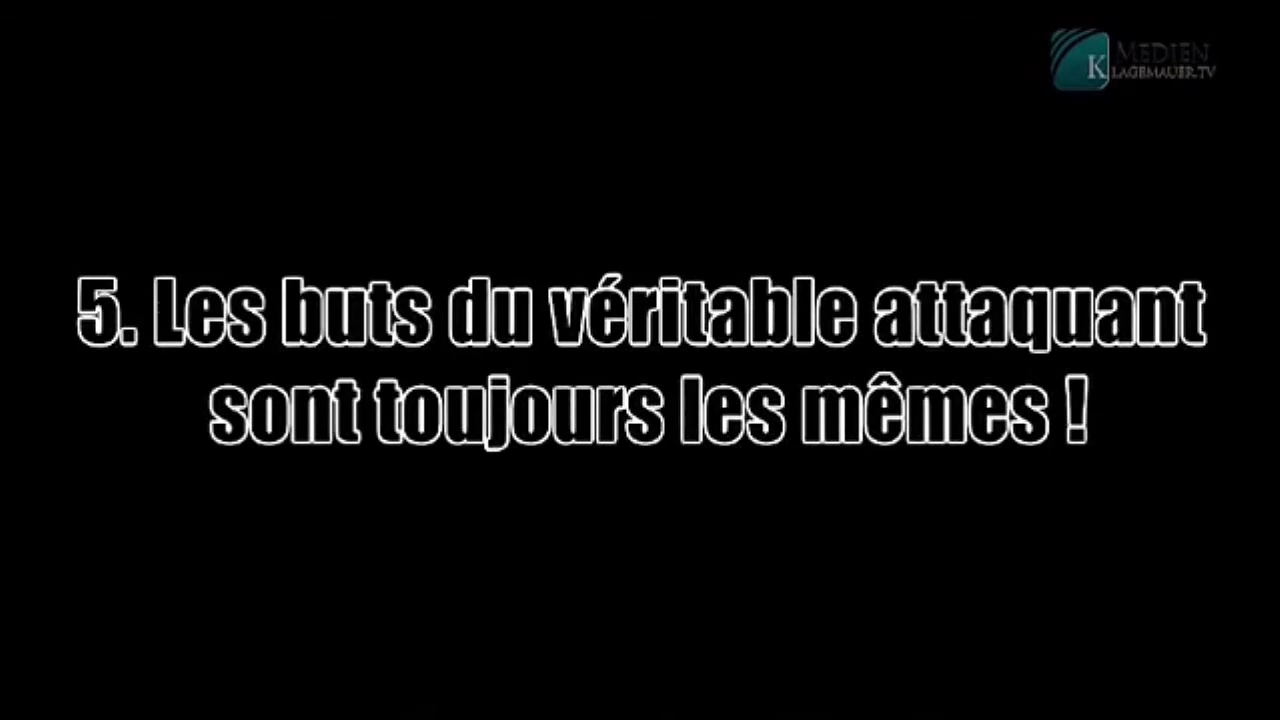 MEDIEN
KLAGEMAUER.TV
5. Les buts du véritable attaquant
sont toujours les mêmes !